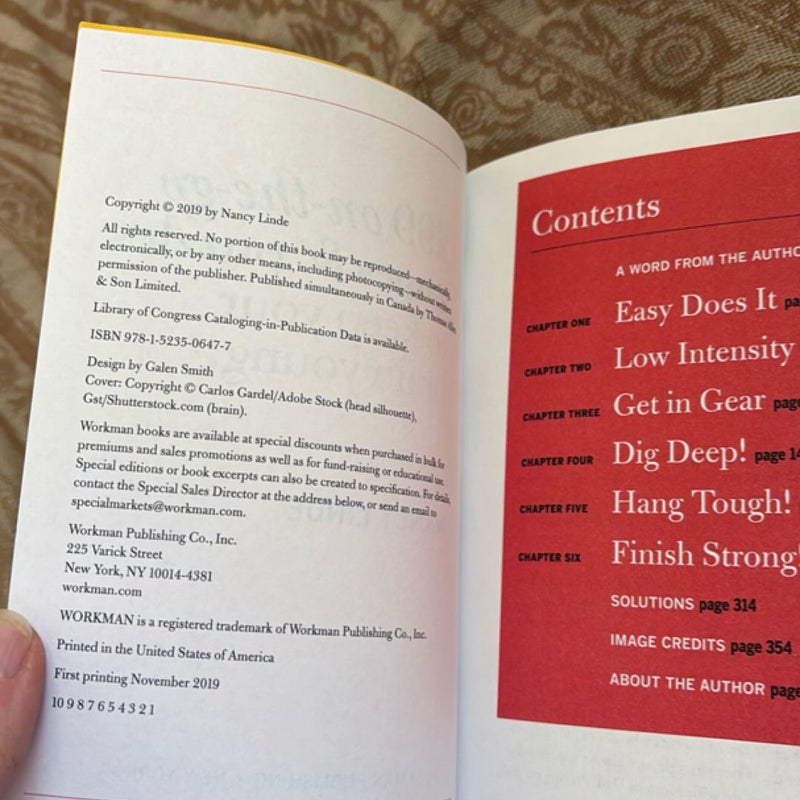 Copyright © 2019 by Nancy Linde
All rights reserved. No portion of this book may be reproduced—mechanically,
electronically, or by any other means, including photocopying—without written
permission of the publisher. Published simultaneously in Canada by Thomas Allen
& Son Limited.
Library of Congress Cataloging-in-Publication Data is available.
ISBN 978-1-5235-0647-7
Design by Galen Smith
Cover: Copyright © Carlos Gardel/Adobe Stock (head silhouette),
Gst/Shutterstock.com (brain).
Workman books are available at special discounts when purchased in bulk for
premiums and sales promotions as well as for fund-raising or educational use.
Special editions or book excerpts can also be created to specification. For details,
contact the Special Sales Director at the address below, or send an email to
specialmarkets@workman.com.
Workman Publishing Co., Inc.
225 Varick Street
New York, NY 10014-4381
workman.com
WORKMAN is a registered trademark of Workman Publishing Co., Inc.
Printed in the United States of America
First printing November 2019
10 9 8 7 6 5 4 3 2 1
Contents
A WORD FROM THE AUTHO
CHAPTER ONE Easy Does It pa
CHAPTER TWO Low Intensity
CHAPTER THREE Get in Gear page
CHAPTER FOUR Dig Deep! page 14
CHAPTER FIVE Hang Tough!
CHAPTER SIX Finish Strong!
SOLUTIONS page 314
IMAGE CREDITS page 354
ABOUT THE AUTHOR page